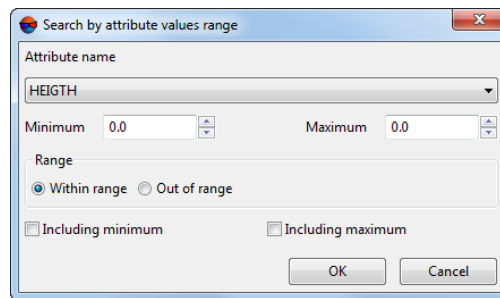 Search by attribute values range
Attribute name
HEIGTH
Minimum 0.0 Maximum 0.0
Range
Within range Out of range
Including minimum Including maximum
OK Cancel